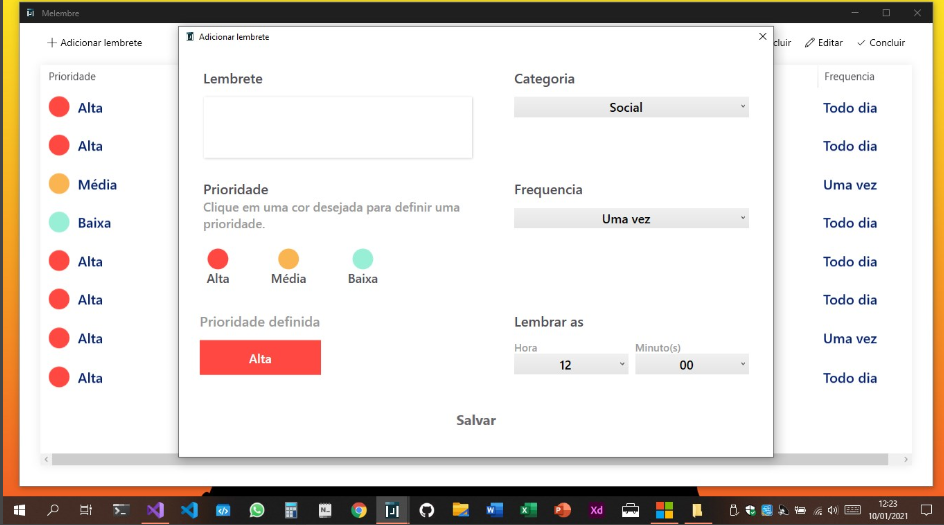 Melembre
Adicionar lembrete
cluir
Editar
Concluir
Prioridade
Frequencia
Alta
Todo dia
Alta
Todo dia
Média
Uma vez
Baixa
Todo dia
Alta
Todo dia
Alta
Todo dia
Alta
Uma vez
Alta
Todo dia
Adicionar lembrete
Lembrete
Categoria
Social
Prioridade
Clique em uma cor desejada para definir uma
prioridade.
Alta
Média
Baixa
Frequencia
Uma vez
Prioridade definida
Alta
Lembrar as
Hora
Minuto(s)
12
00
Salvar
Xd
12:23
10/01/2021